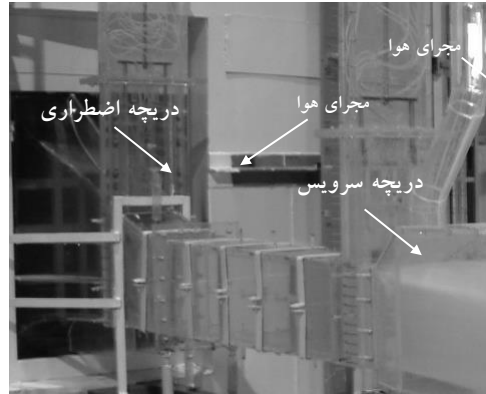 مجرای هوا
دریچه اضطراری
مجرای هوا
دریچه سرویس